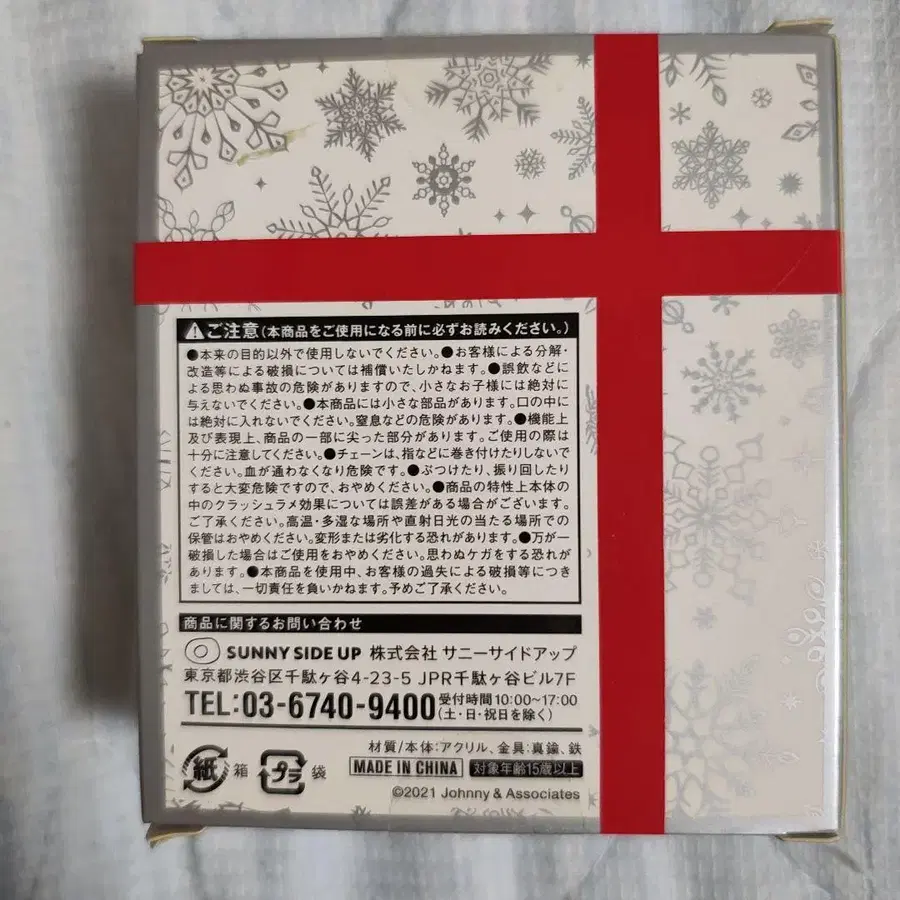 ⚠ご注意(本商品をご使用になる前に必ずお読みください。)
●本来の目的以外で使用しないでください。●お客様による分解・
改造等による破損については補償いたしかねます。●誤飲などに
よる思わぬ事故の危険がありますので、小さなお子様には絶対に
与えないでください。●本商品には小さな部品があります。口の中に
は絶対に入れないでください。窒息などの危険があります。●機能上
及び表現上、商品の一部に尖った部分があります。ご使用の際は
十分に注意してください。●チェーンは、指などに巻き付けたりしないで
ください。血が通わなくなり危険です。●ぶつけたり、振り回したり
すると大変危険ですので、おやめください。●商品の特性上本体の
中のクラッシュラメ効果については誤差がある場合がございます。
ご了承ください。高温・多湿な場所や直射日光の当たる場所での
保管はおやめください。変形または劣化する恐れがあります。●万が一
破損した場合はご使用をおやめください。思わぬケガをする恐れが
あります。●本商品を使用中、お客様の過失による破損等につき
ましては、一切責任を負いかねます。予めご了承ください。
商品に関するお問い合わせ
SUNNY SIDE UP 株式会社 サニーサイドアップ
東京都渋谷区千駄ヶ谷4-23-5 JPR千駄ヶ谷ビル7F
TEL:03-6740-9400 受付時間10:00~17:00
(土・日・祝日を除く)
紙 箱 プラ 袋
材質/本体:アクリル、金具:真鍮、鉄
MADE IN CHINA 対象年齢15歳以上
©2021 Johnny & Associates